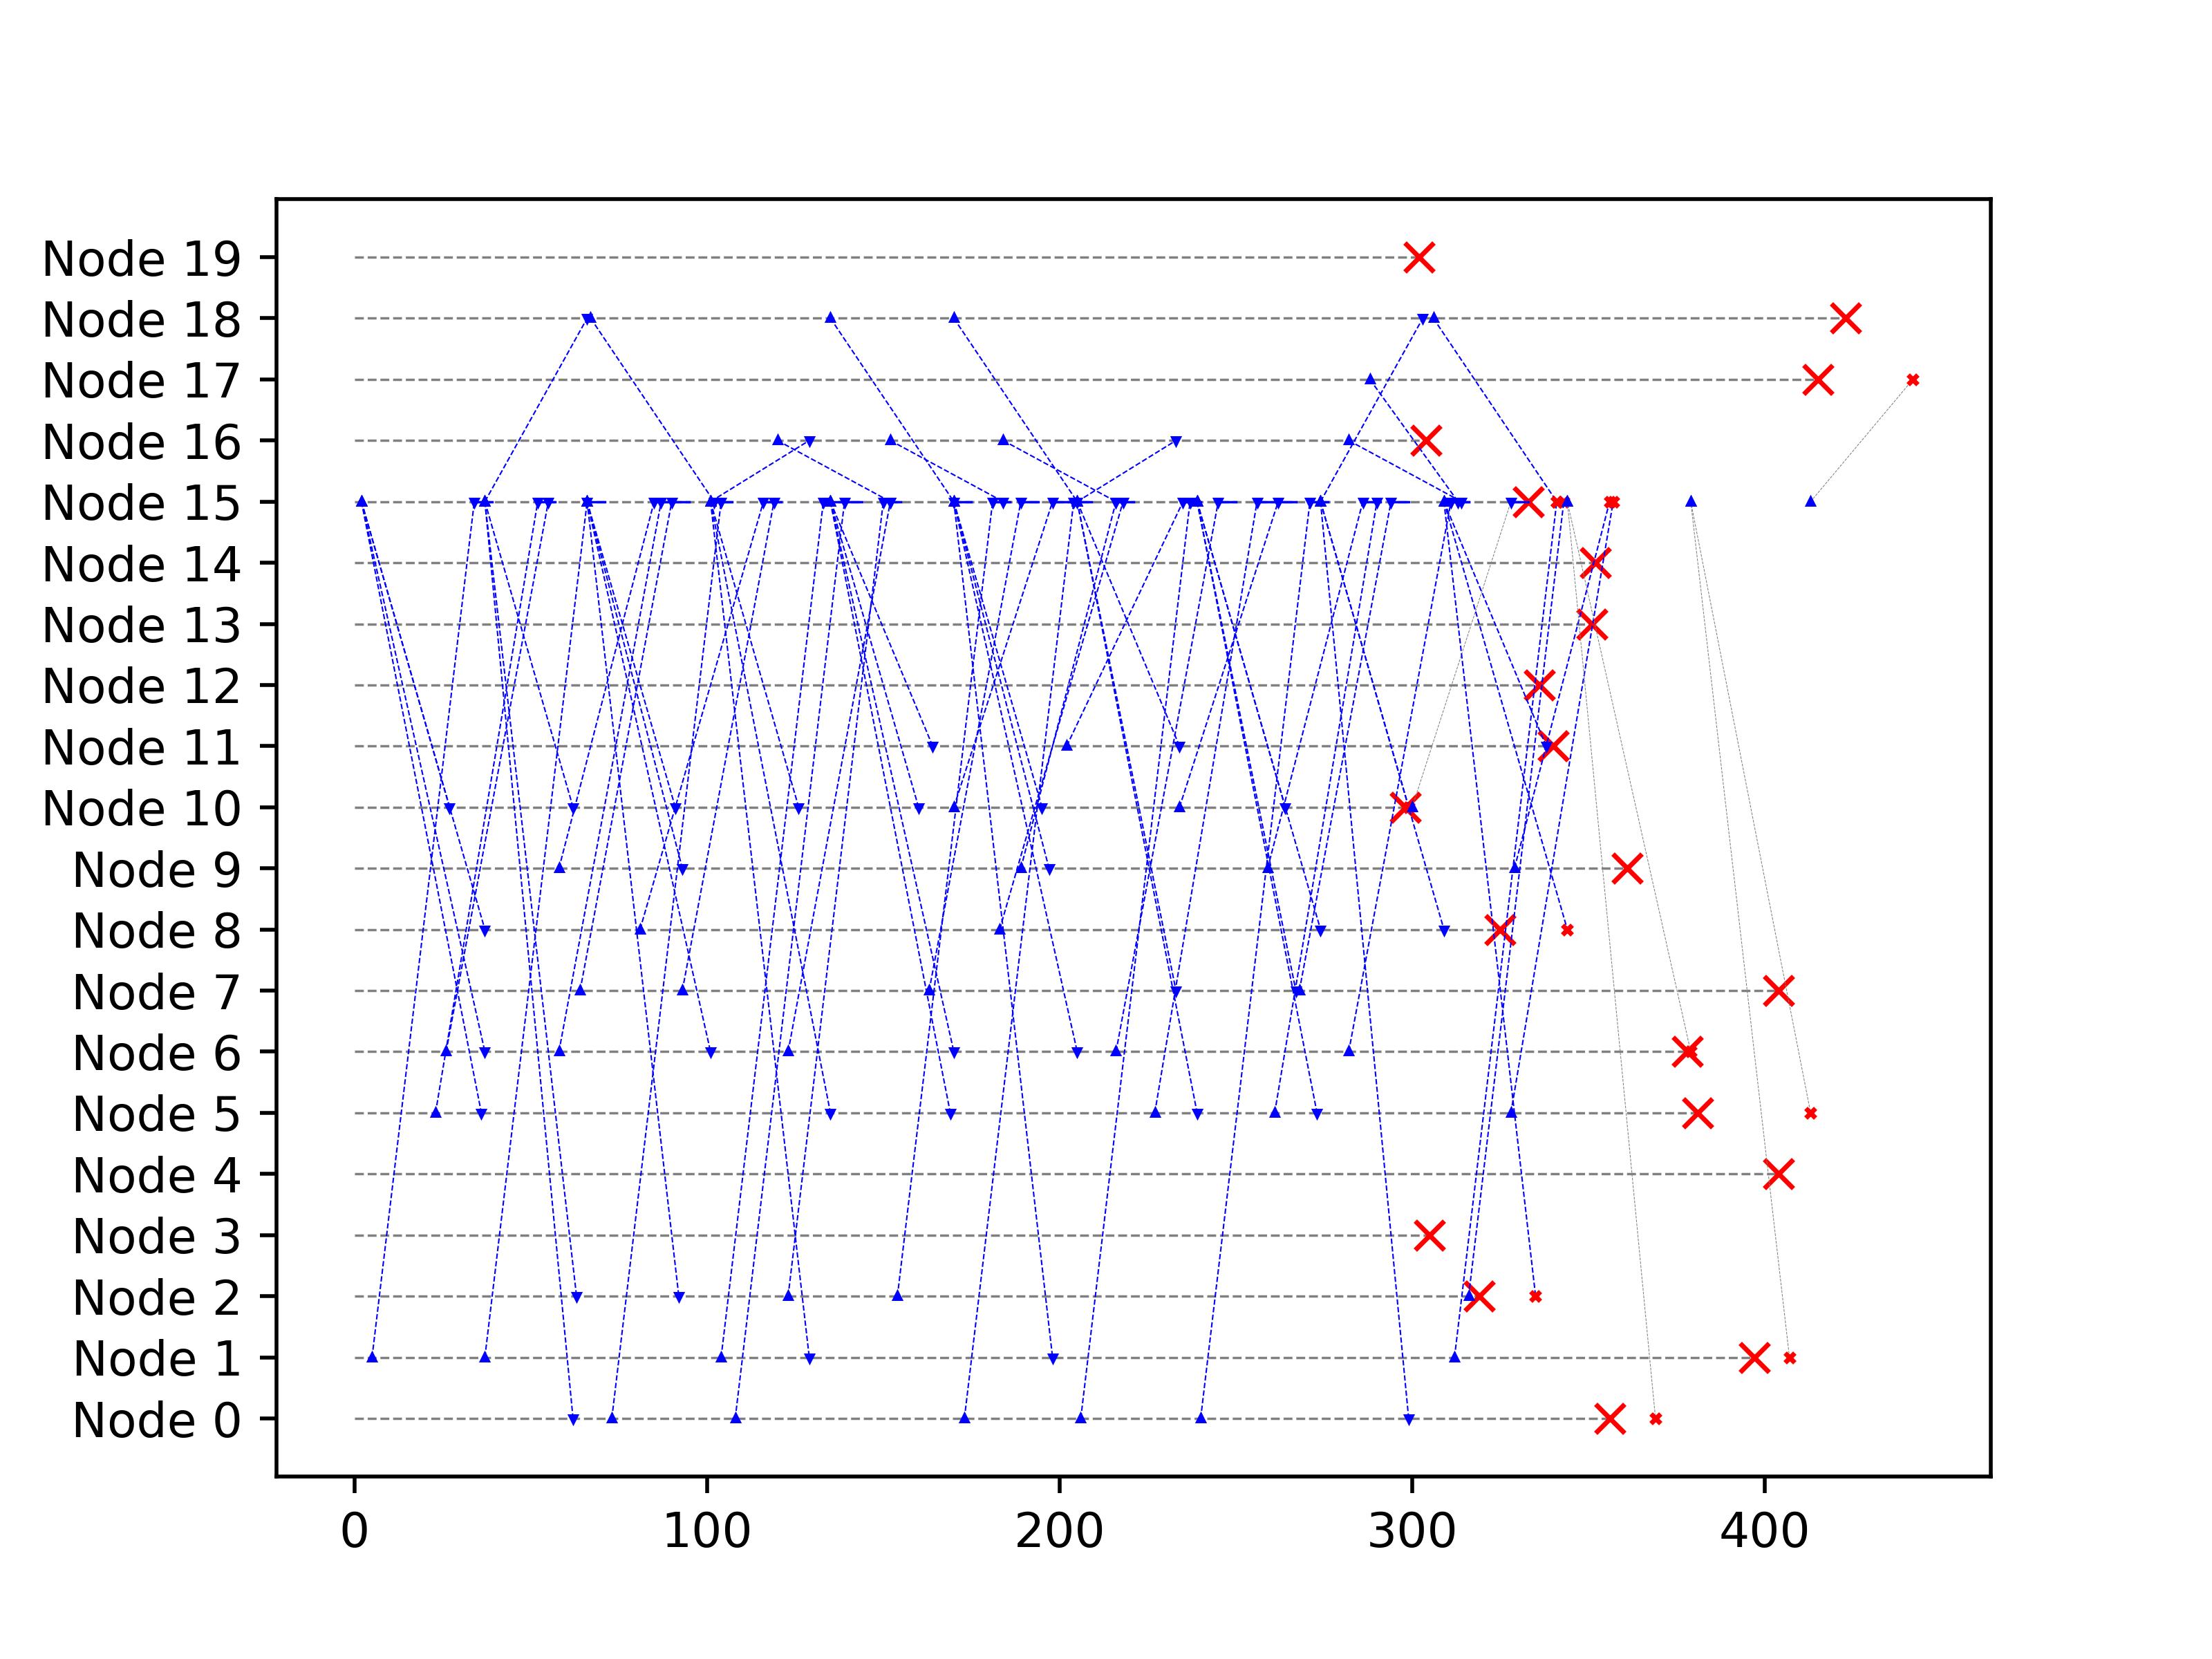 Node 19
Node 18
Node 17
Node 16
Node 15
Node 14
Node 13
Node 12
Node 11
Node 10
Node 9
Node 8
Node 7
Node 6
Node 5
Node 4
Node 3
Node 2
Node 1
Node 0
0 100 200 300 400